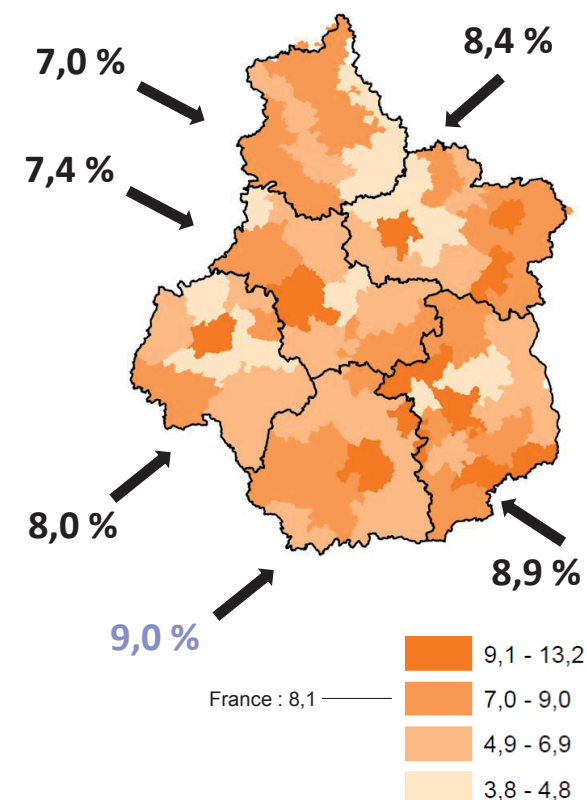 8,4 %
7,0 %
7,4 %
8,0 %
8,9 %
9,0 %
9,1 - 13,2
France : 8,1
7,0 - 9,0
4,9 - 6,9
3,8 - 4,8